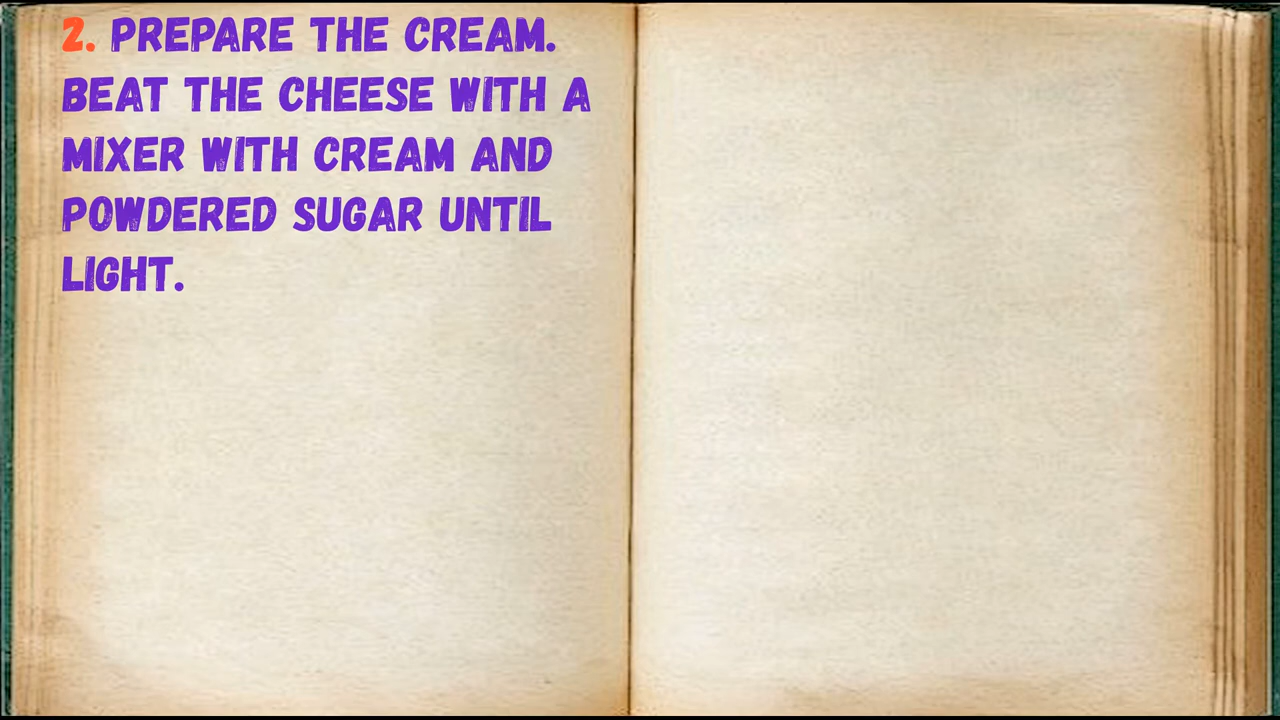 2. PREPARE THE CREAM.
BEAT THE CHEESE WITH A
MIXER WITH CREAM AND
POWDERED SUGAR UNTIL
LIGHT.